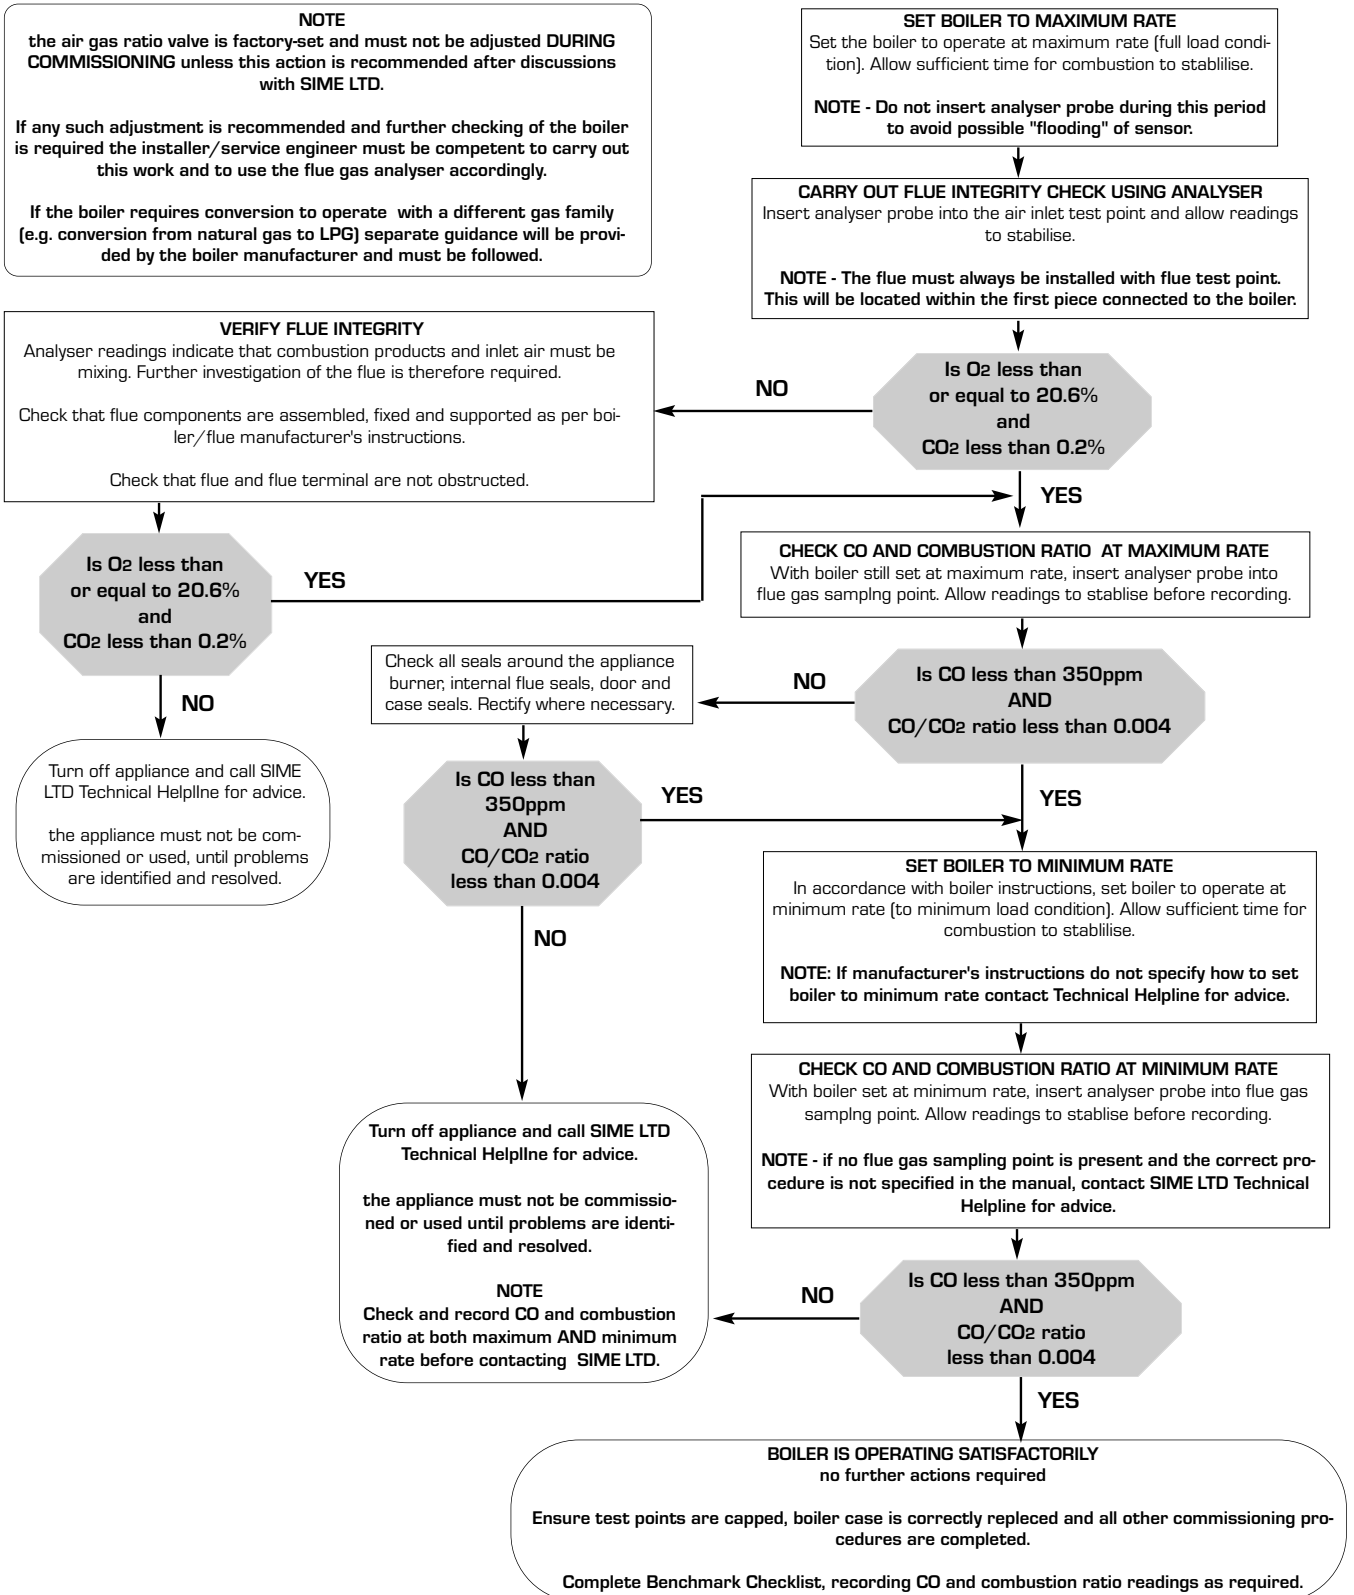 NOTE
the air gas ratio valve is factory-set and must not be adjusted DURING
COMMISSIONING unless this action is recommended after discussions
with SIME LTD.
If any such adjustment is recommended and further checking of the boiler
is required the installer/service engineer must be competent to carry out
this work and to use the flue gas analyser accordingly.
If the boiler requires conversion to operate with a different gas family
(e.g. conversion from natural gas to LPG) separate guidance will be provi-
ded by the boiler manufacturer and must be followed.
SET BOILER TO MAXIMUM RATE
Set the boiler to operate at maximum rate (full load condi-
tion). Allow sufficient time for combustion to stablilise.
NOTE - Do not insert analyser probe during this period
to avoid possible "flooding" of sensor.
CARRY OUT FLUE INTEGRITY CHECK USING ANALYSER
Insert analyser probe into the air inlet test point and allow readings
to stabilise.
NOTE - The flue must always be installed with flue test point.
This will be located within the first piece connected to the boiler.
Is O2 less than
or equal to 20.6%
and
CO2 less than 0.2%
NO
YES
VERIFY FLUE INTEGRITY
Analyser readings indicate that combustion products and inlet air must be
mixing. Further investigation of the flue is therefore required.
Check that flue components are assembled, fixed and supported as per boi-
ler/flue manufacturer's instructions.
Check that flue and flue terminal are not obstructed.
Is O2 less than
or equal to 20.6%
and
CO2 less than 0.2%
YES
NO
Turn off appliance and call SIME
LTD Technical HelplIne for advice.
the appliance must not be com-
missioned or used, until problems
are identified and resolved.
CHECK CO AND COMBUSTION RATIO AT MAXIMUM RATE
With boiler still set at maximum rate, insert analyser probe into
flue gas samplng point. Allow readings to stablise before recording.
Is CO less than 350ppm
AND
CO/CO2 ratio less than 0.004
NO
YES
Check all seals around the appliance
burner, internal flue seals, door and
case seals. Rectify where necessary.
Is CO less than
350ppm
AND
CO/CO2 ratio
less than 0.004
YES
NO
SET BOILER TO MINIMUM RATE
In accordance with boiler instructions, set boiler to operate at
minimum rate (to minimum load condition). Allow sufficient time for
combustion to stablilise.
NOTE: If manufacturer's instructions do not specify how to set
boiler to minimum rate contact Technical Helpline for advice.
CHECK CO AND COMBUSTION RATIO AT MINIMUM RATE
With boiler set at minimum rate, insert analyser probe into flue gas
samplng point. Allow readings to stablise before recording.
NOTE - if no flue gas sampling point is present and the correct pro-
cedure is not specified in the manual, contact SIME LTD Technical
Helpline for advice.
Is CO less than 350ppm
AND
CO/CO2 ratio
less than 0.004
NO
YES
Turn off appliance and call SIME LTD
Technical HelplIne for advice.
the appliance must not be commissio-
ned or used until problems are identi-
fied and resolved.
NOTE
Check and record CO and combustion
ratio at both maximum AND minimum
rate before contacting SIME LTD.
BOILER IS OPERATING SATISFACTORILY
no further actions required
Ensure test points are capped, boiler case is correctly repleced and all other commissioning pro-
cedures are completed.
Complete Benchmark Checklist, recording CO and combustion ratio readings as required.